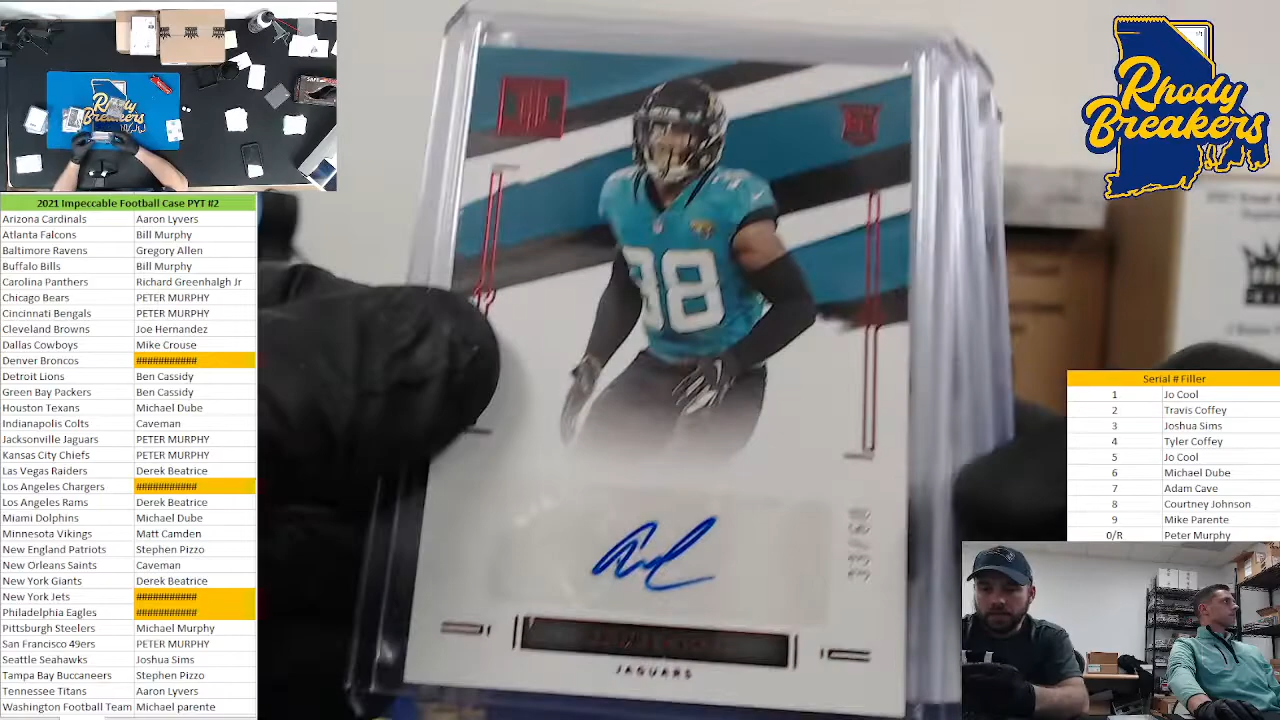 Rhody
Breakers
2021 Impeccable Football Case PYT #2
Arizona Cardinals Aaron Lyvers
Atlanta Falcons Bill Murphy
Baltimore Ravens Gregory Allen
Buffalo Bills Bill Murphy
Carolina Panthers Richard Greenhalgh Jr
Chicago Bears PETER MURPHY
Cincinnati Bengals PETER MURPHY
Cleveland Browns Joe Hernandez
Dallas Cowboys Mike Crouse
Denver Broncos ###########
Detroit Lions Ben Cassidy
Green Bay Packers Ben Cassidy
Houston Texans Michael Dube
Indianapolis Colts Caveman
Jacksonville Jaguars PETER MURPHY
Kansas City Chiefs PETER MURPHY
Las Vegas Raiders Derek Beatrice
Los Angeles Chargers ###########
Los Angeles Rams Derek Beatrice
Miami Dolphins Michael Dube
Minnesota Vikings Matt Camden
New England Patriots Stephen Pizzo
New Orleans Saints Caveman
New York Giants Derek Beatrice
New York Jets ###########
Philadelphia Eagles ###########
Pittsburgh Steelers Michael Murphy
San Francisco 49ers PETER MURPHY
Seattle Seahawks Joshua Sims
Tampa Bay Buccaneers Stephen Pizzo
Tennessee Titans Aaron Lyvers
Washington Football Team Michael parente
98
JAGUARS
Rhody
Breakers
Serial # Filler
1 Jo Cool
2 Travis Coffey
3 Joshua Sims
4 Tyler Coffey
5 Jo Cool
6 Michael Dube
7 Adam Cave
8 Courtney Johnson
9 Mike Parente
0/R Peter Murphy